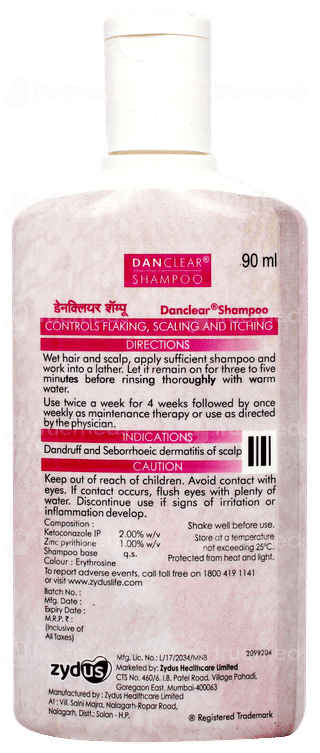 DANCLEAR®
SHAMPOO
90 ml
डेनक्लियर शॅम्पू Danclear®Shampoo
CONTROLS FLAKING, SCALING AND ITCHING
DIRECTIONS
Wet hair and scalp, apply sufficient shampoo and
work into a lather. Let it remain on for three to five
minutes before rinsing thoroughly with warm
water.
Use twice a week for 4 weeks followed by once
weekly as maintenance therapy or use as directed
by the physician.
INDICATIONS
Dandruff and Seborrhoeic dermatitis of scalp
CAUTION
Keep out of reach of children. Avoid contact with
eyes. If contact occurs, flush eyes with plenty of
water. Discontinue use if signs of irritation or
inflammation develop.
Composition :
Ketoconazole IP 2.00% w/v
Zinc pyrithione 1.00% w/v
Shampoo base q.s.
Colour : Erythrosine
Shake well before use.
Store at a temperature
not exceeding 25°C.
Protected from heat and light.
To report adverse events, call toll free on 1800 419 1141
or visit www.zyduslife.com
Batch No. :
Mfg. Date :
Expiry Date :
M.R.P. ₹ :
(Inclusive of
All Taxes)
zydus
Mfg. Lic. No.: L/17/2034/MNB
2099204
Marketed by: Zydus Healthcare Limited
CTS No. 460/6, I.B. Patel Road, Village Pahadi,
Goregaon East, Mumbai-400063
Manufactured by : Zydus Healthcare Limited
At : Vill. Saini Majra, Nalagarh-Ropar Road,
Nalagarh, Distt.: Solan - H.P.
® Registered Trademark